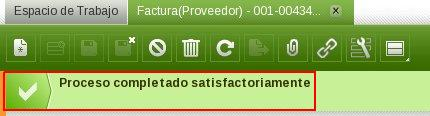 Espacio de Trabajo
Factura(Proveedor) - 001-00434...
Proceso completado satisfactoriamente